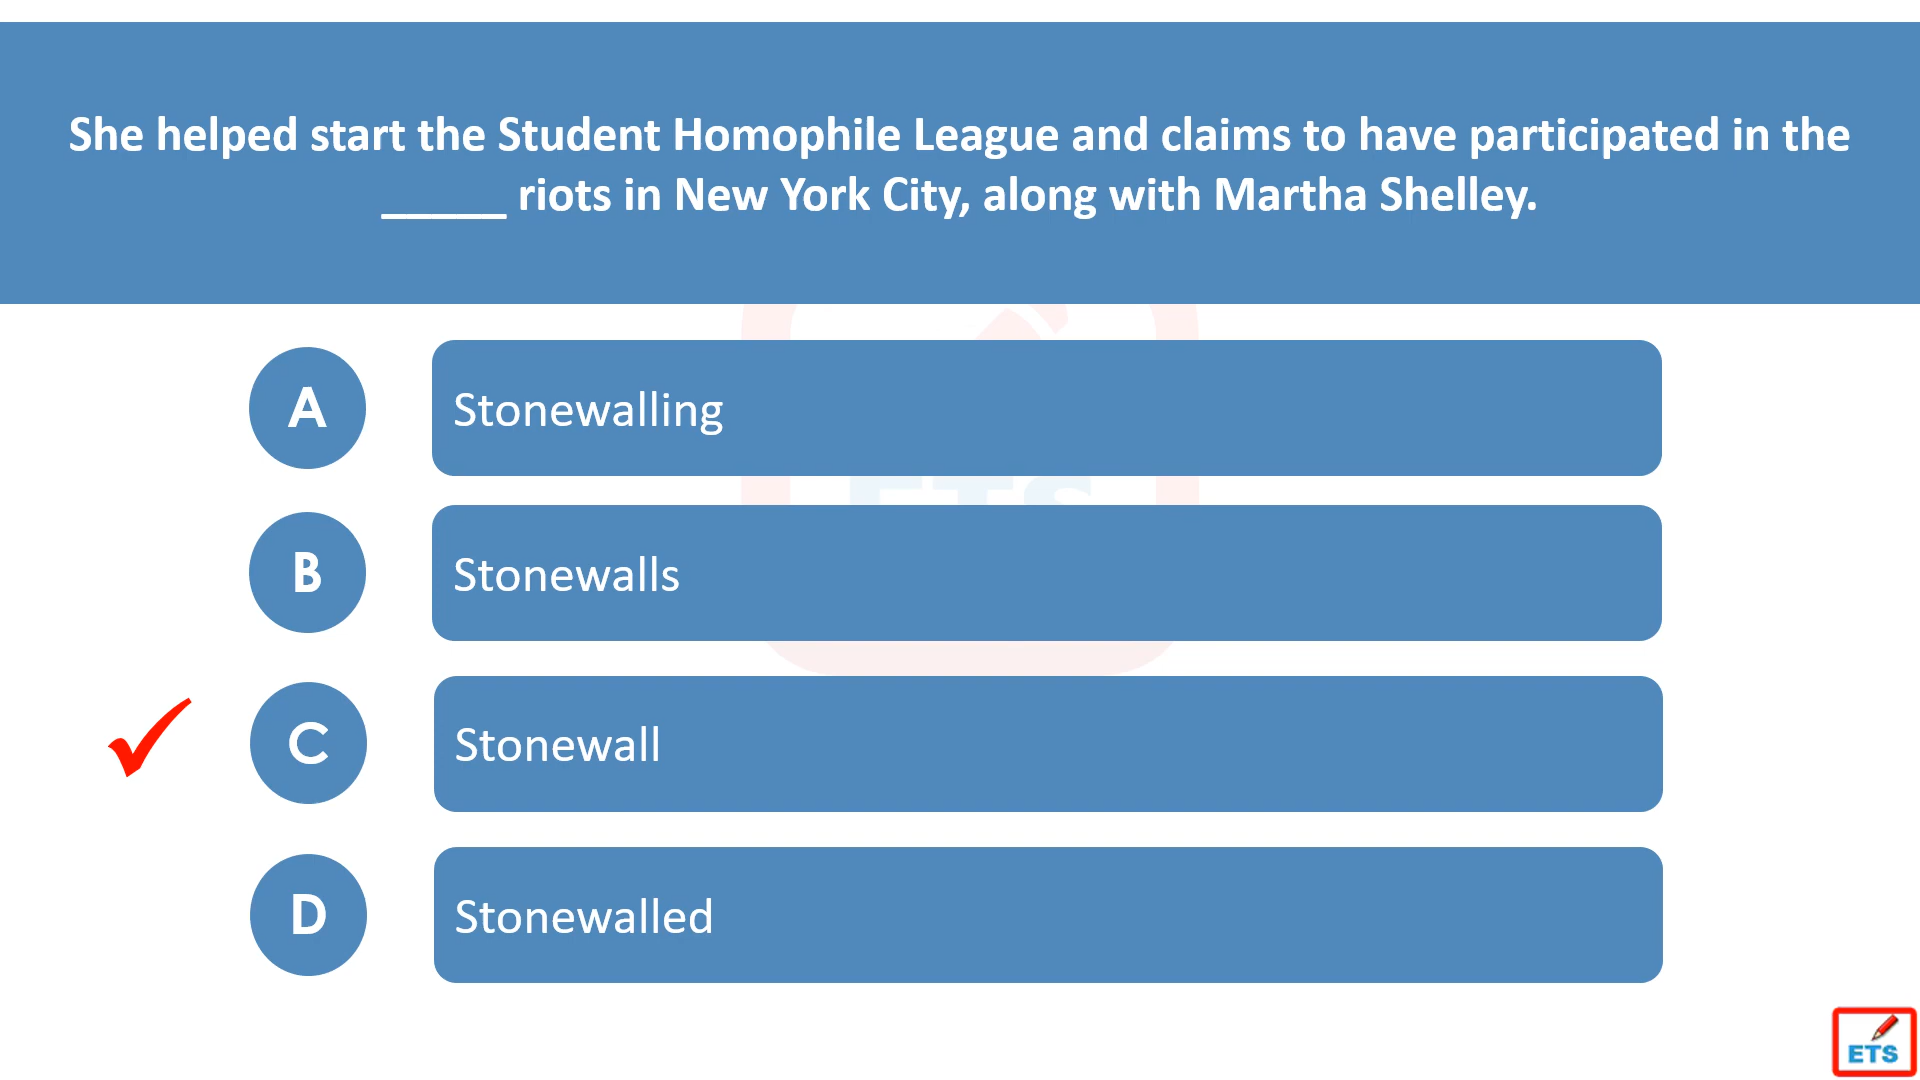 She helped start the Student Homophile League and claims to have participated in the
_____ riots in New York City, along with Martha Shelley.
A
Stonewalling
B
Stonewalls
C
Stonewall
D
Stonewalled
ETS